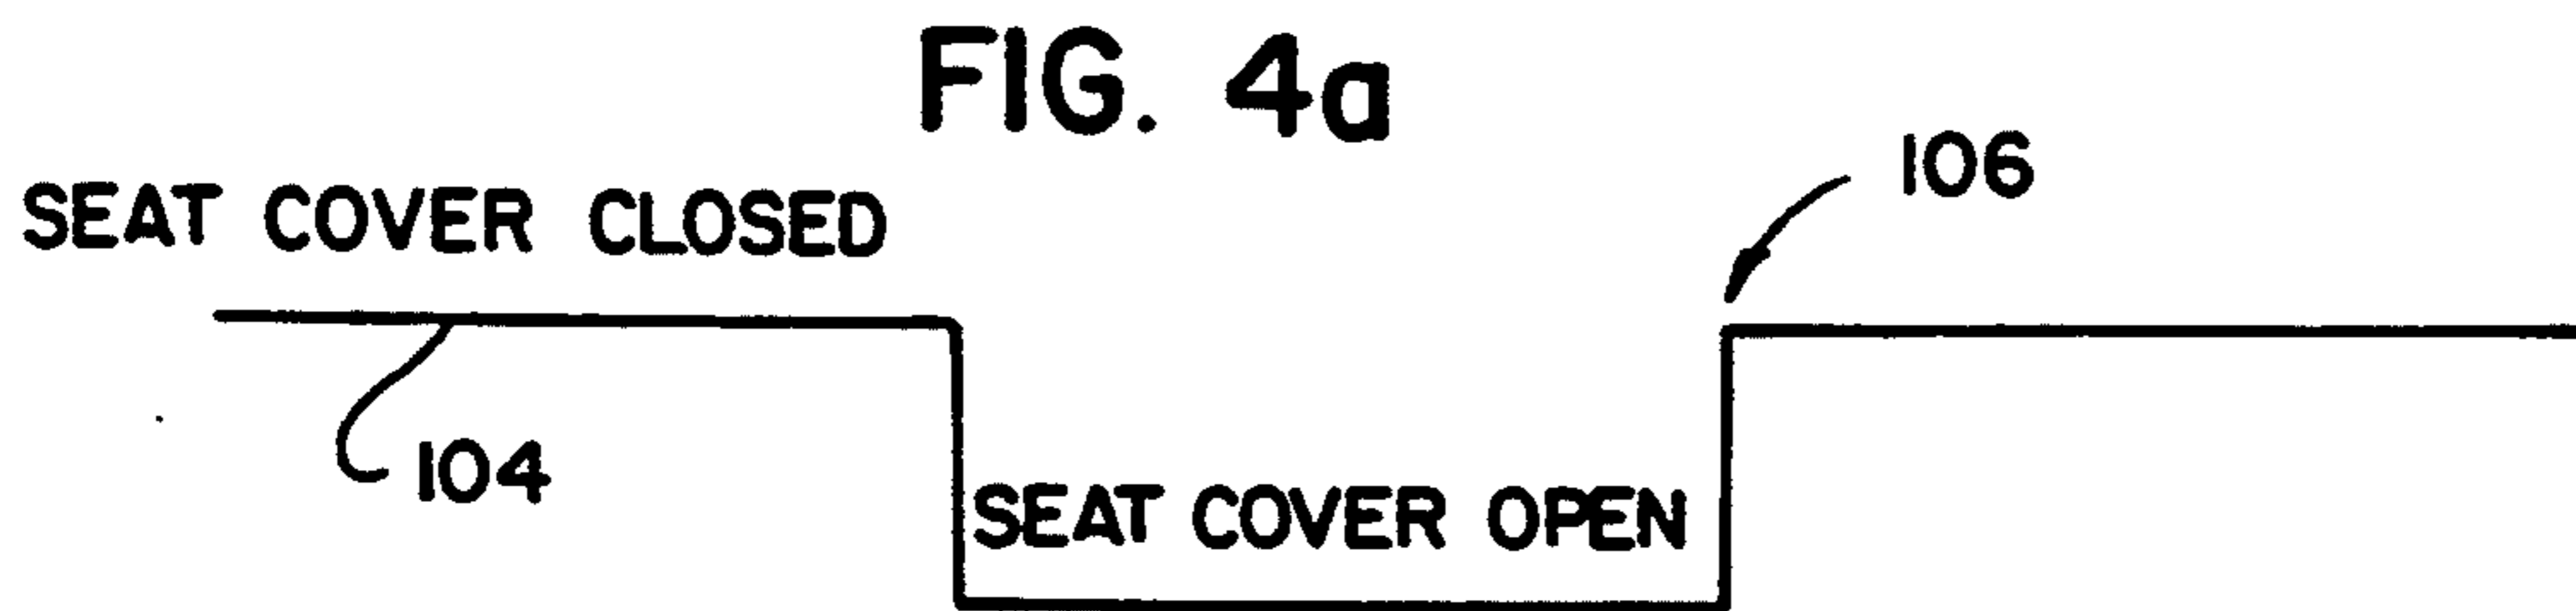 FIG. 4a
106
SEAT COVER CLOSED
104
SEAT COVER OPEN